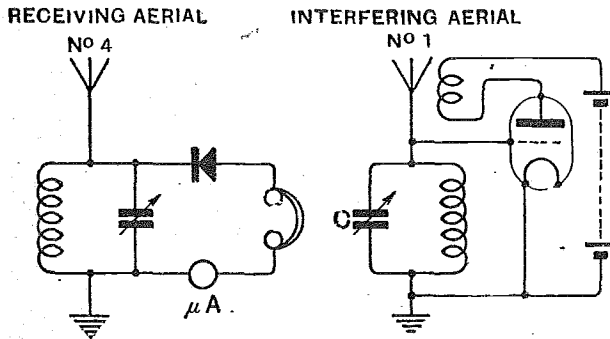 RECEIVING AERIAL
Nº 4
INTERFERING AERIAL
Nº 1
C
μA.